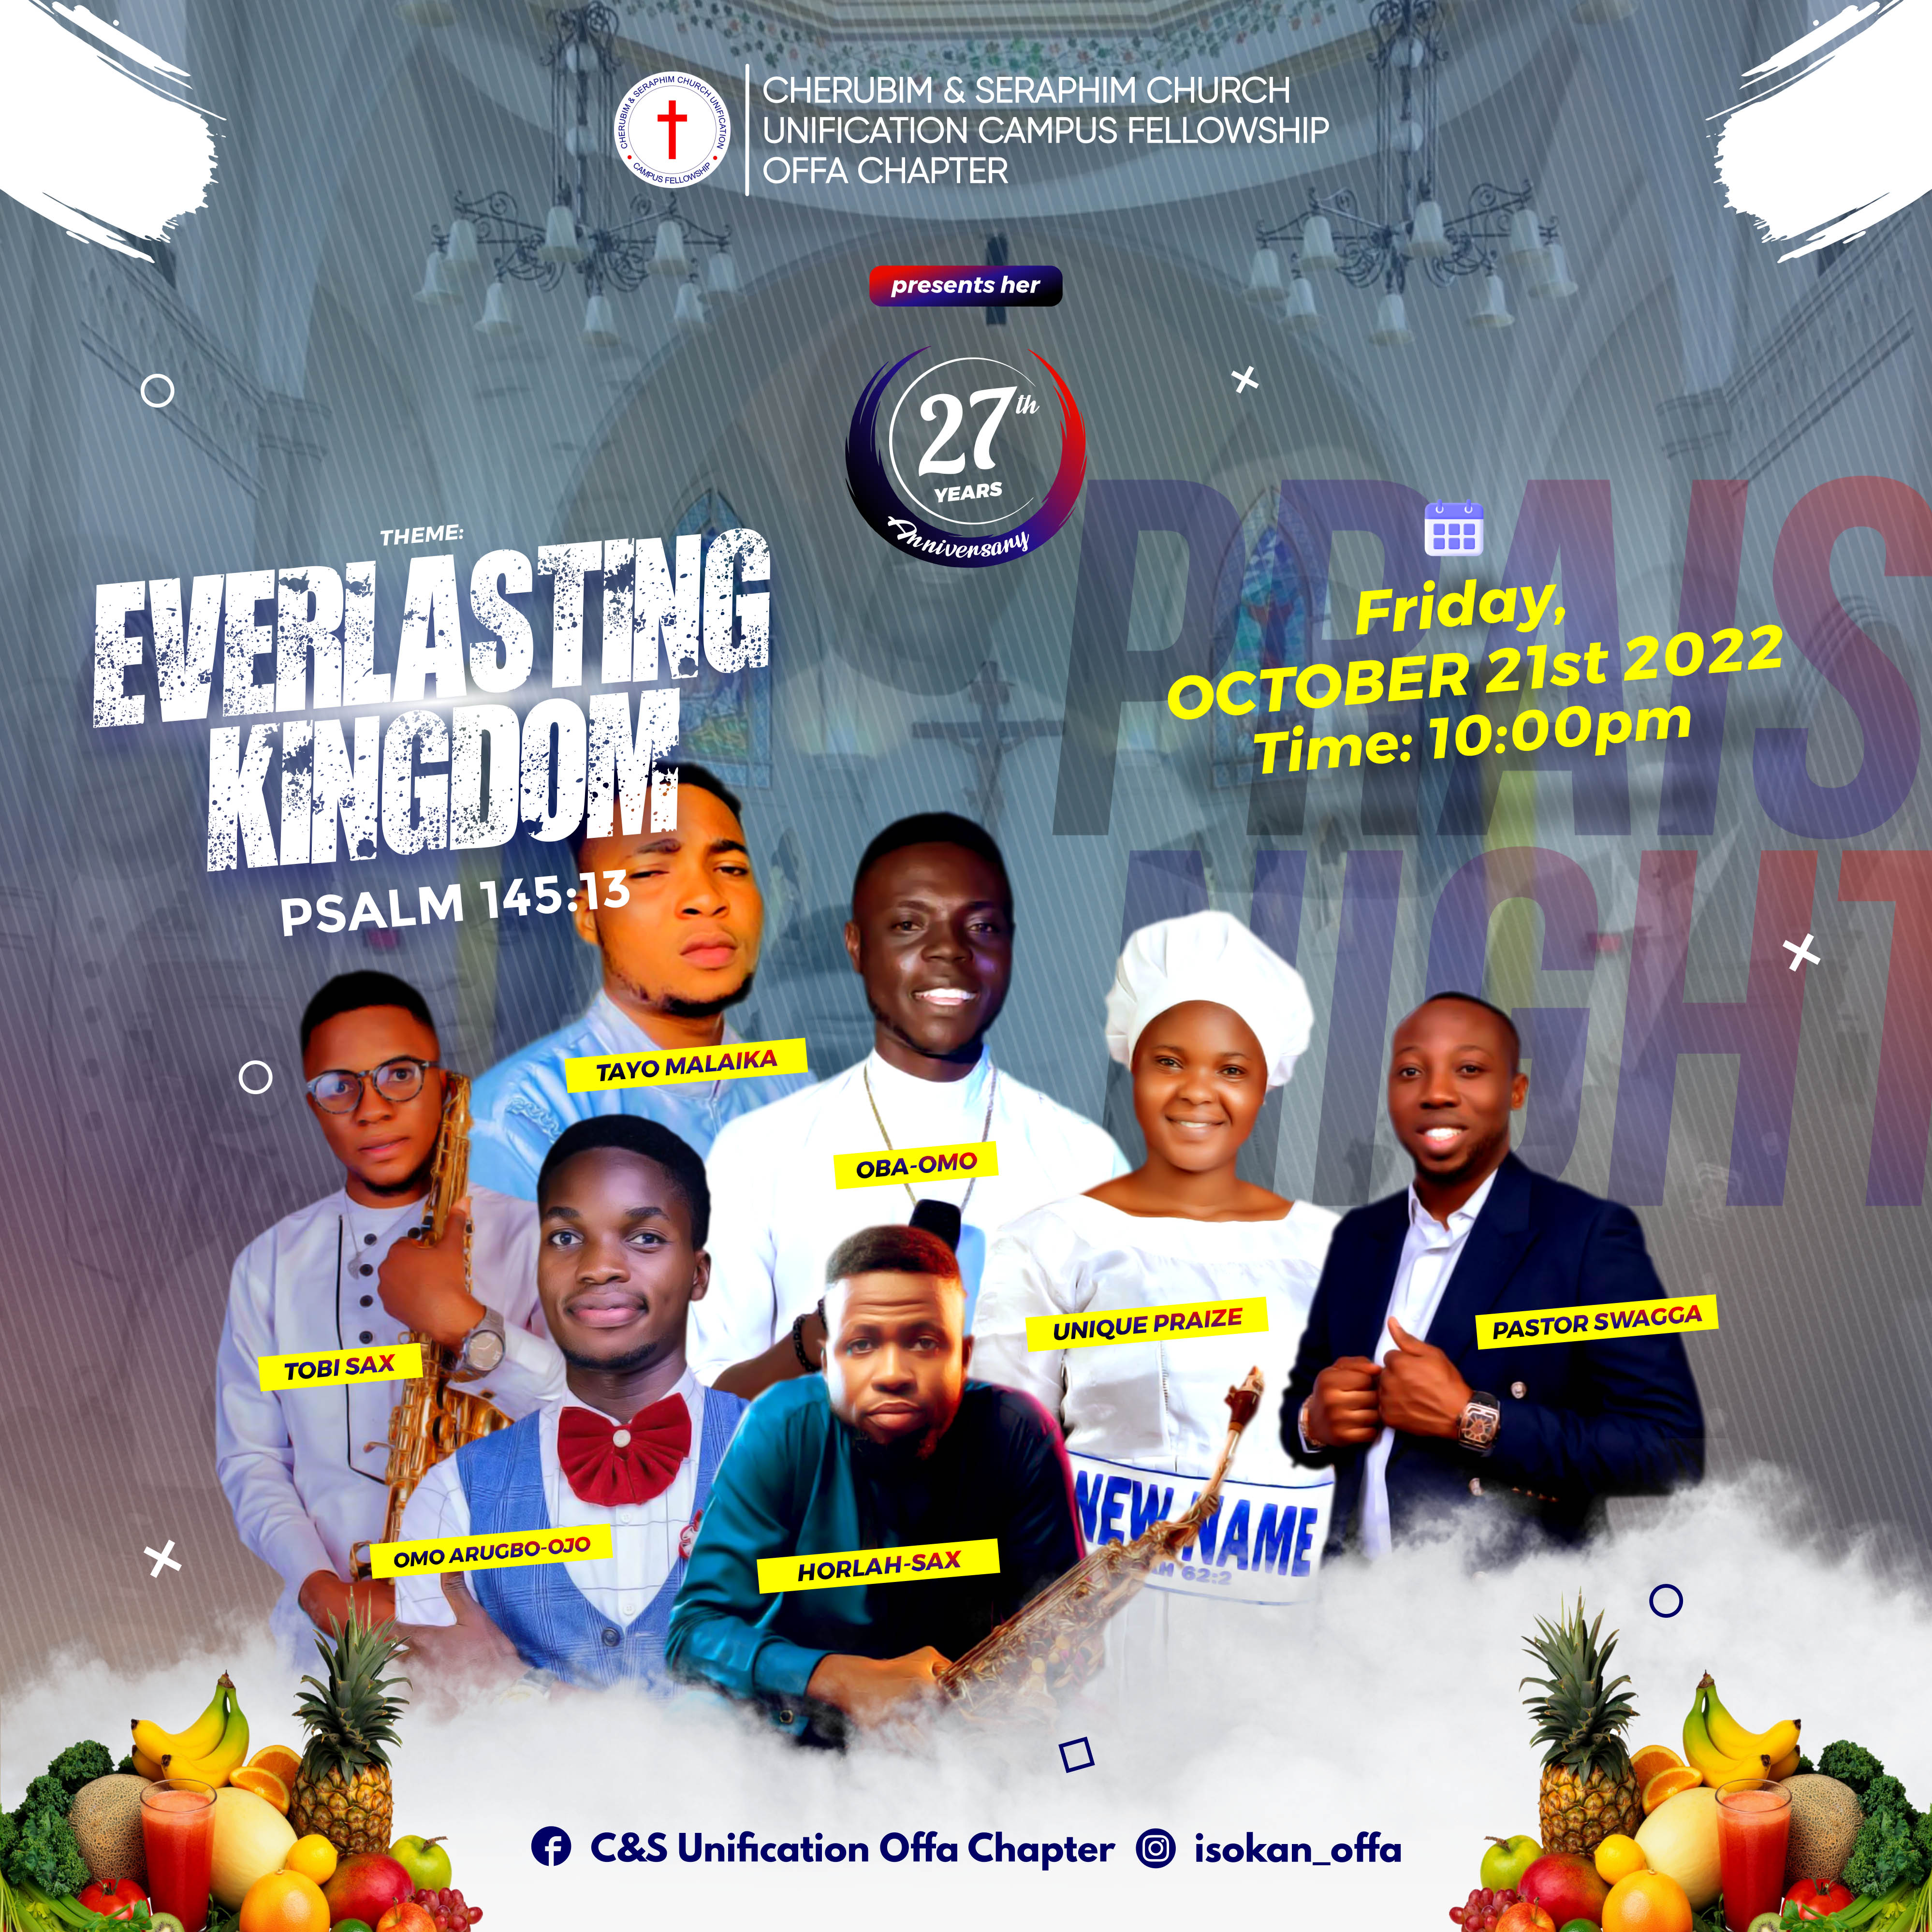 CHERUBIM & SERAPHIM CHURCH UNIFICATION
CAMPUS FELLOWSHIP
CHERUBIM & SERAPHIM CHURCH
UNIFICATION CAMPUS FELLOWSHIP
OFFA CHAPTER
presents her
27th
YEARS
Anniversary
THEME:
EVERLASTING
KINGDOM
PSALM 145:13
PRAIS
NIGHT
Friday,
OCTOBER 21st 2022
Time: 10:00pm
TAYO MALAIKA
OBA-OMO
UNIQUE PRAIZE
PASTOR SWAGGA
TOBI SAX
OMO ARUGBO-OJO
HORLAH-SAX
NEW NAME
62:2
C&S Unification Offa Chapter
isokan_offa